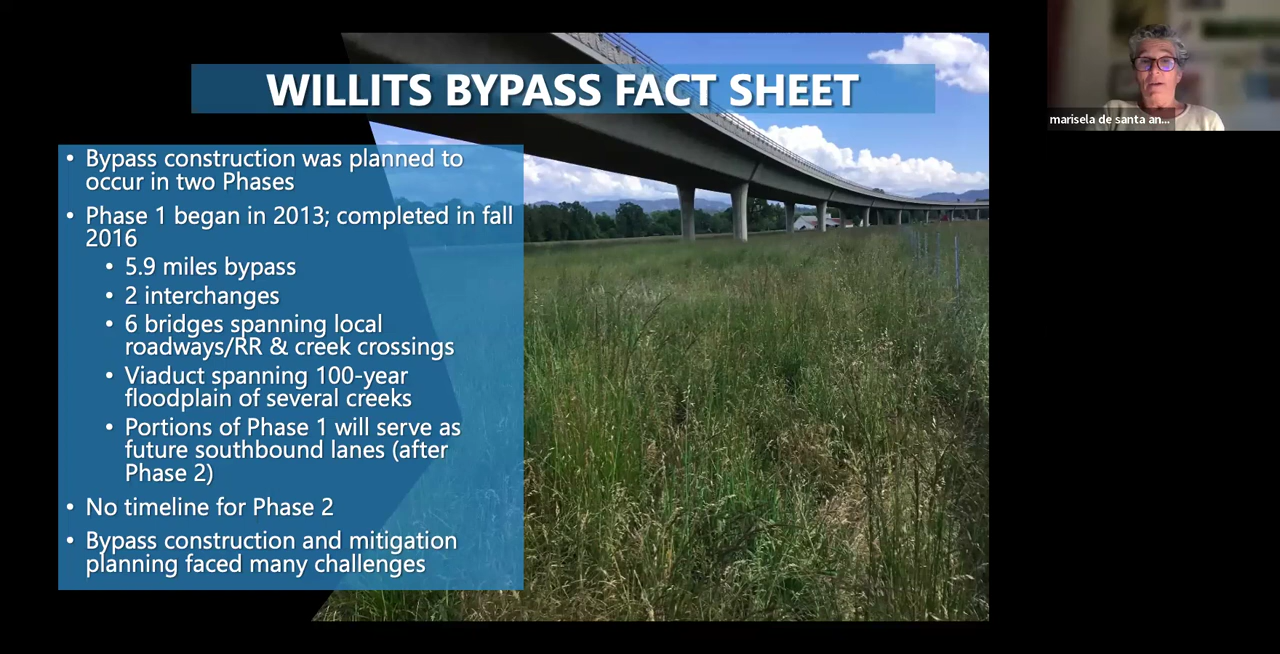 WILLITS BYPASS FACT SHEET
• Bypass construction was planned to
occur in two Phases
• Phase 1 began in 2013; completed in fall
2016
• 5.9 miles bypass
• 2 interchanges
• 6 bridges spanning local
roadways/RR & creek crossings
• Viaduct spanning 100-year
floodplain of several creeks
• Portions of Phase 1 will serve as
future southbound lanes (after
Phase 2)
• No timeline for Phase 2
• Bypass construction and mitigation
planning faced many challenges
marisela de santa an...